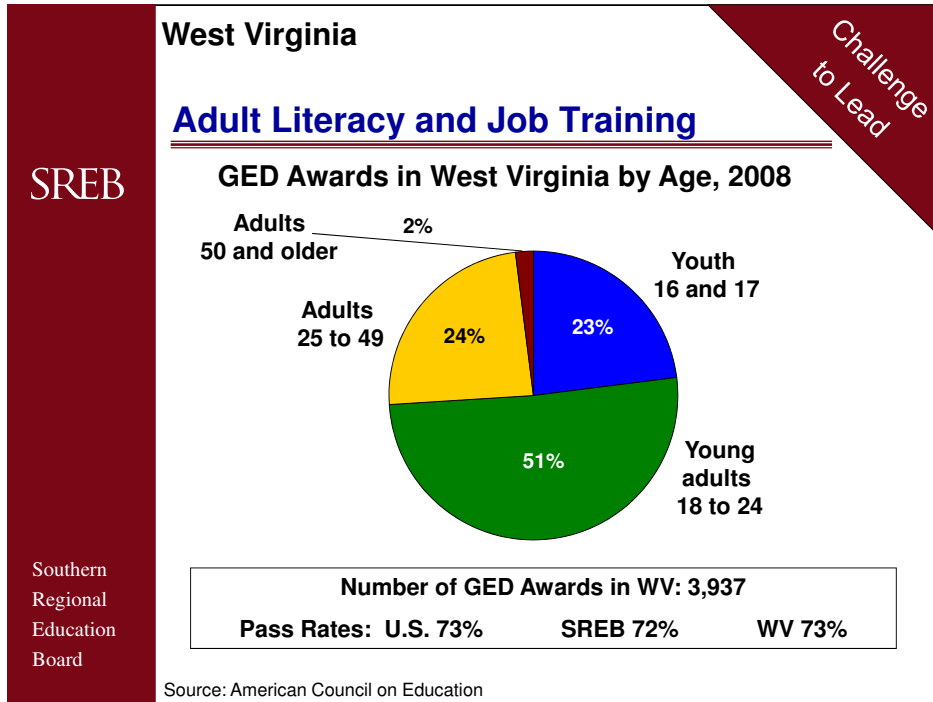 West Virginia
Challenge
to Lead
Adult Literacy and Job Training
SREB
GED Awards in West Virginia by Age, 2008
Adults
50 and older
2%
Youth
16 and 17
Adults
25 to 49
24%
23%
51%
Young
adults
18 to 24
Southern
Regional
Education
Board
Number of GED Awards in WV: 3,937
Pass Rates: U.S. 73% SREB 72% WV 73%
Source: American Council on Education